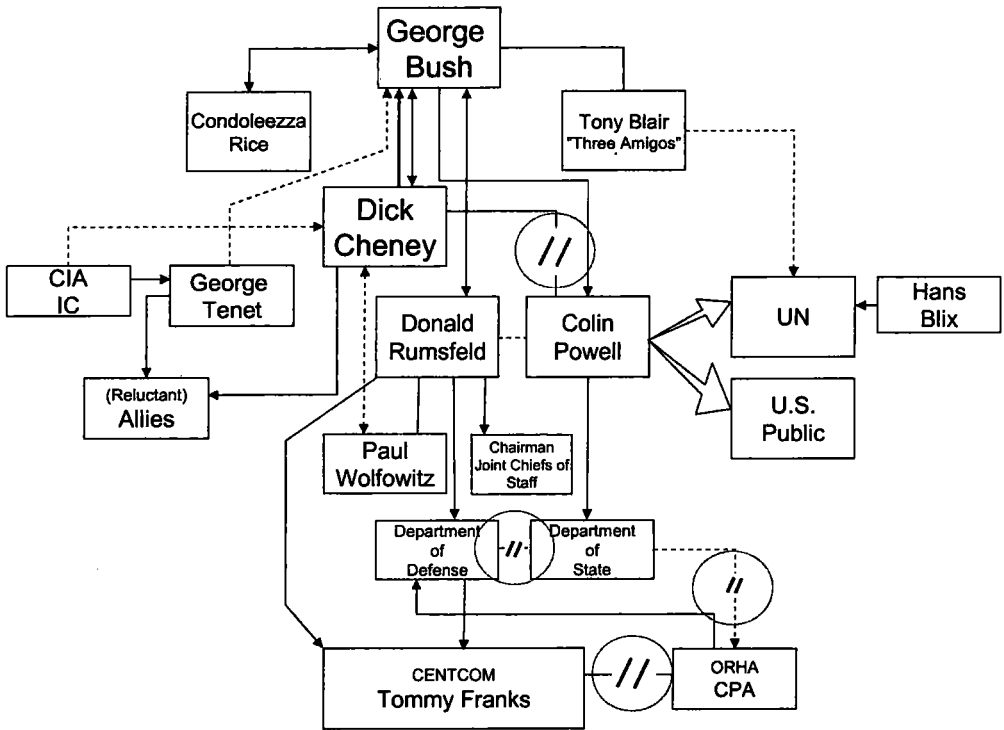 George
Bush
Condoleezza
Rice
Tony Blair
"Three Amigos"
Dick
Cheney
//
CIA
IC
George
Tenet
Donald
Rumsfeld
Colin
Powell
UN
Hans
Blix
(Reluctant)
Allies
U.S.
Public
Paul
Wolfowitz
Chairman
Joint Chiefs of
Staff
Department
of
Defense
//
Department
of
State
//
CENTCOM
Tommy Franks
//
ORHA
CPA